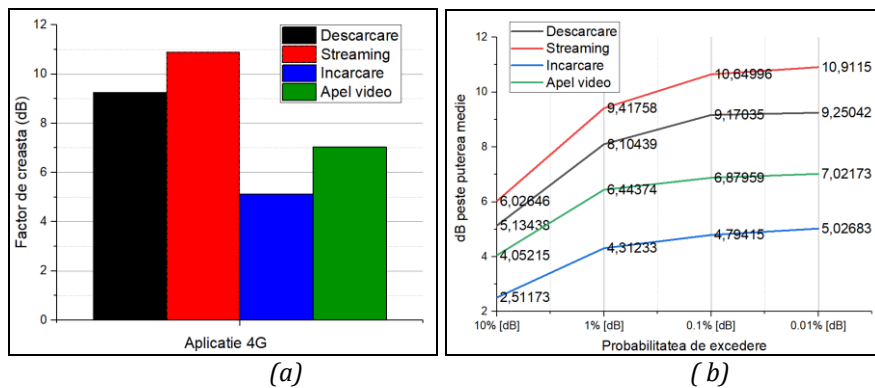 12
10
8
6
4
2
0
Factor de creasta (dB)
Descarcare
Streaming
Incarcare
Apel video
Aplicatie 4G
(a)
12
10
8
6
4
2
dB peste puterea medie
Descarcare
Streaming
Incarcare
Apel video
6,02646
9,41758
10,64996
10,9115
5,13438
8,10439
9,17035
9,25042
4,05215
6,44374
6,87959
7,02173
2,51173
4,31233
4,79415
5,02683
10% [dB] 1% [dB] 0.1% [dB] 0.01% [dB]
Probabilitatea de excedere
( b)